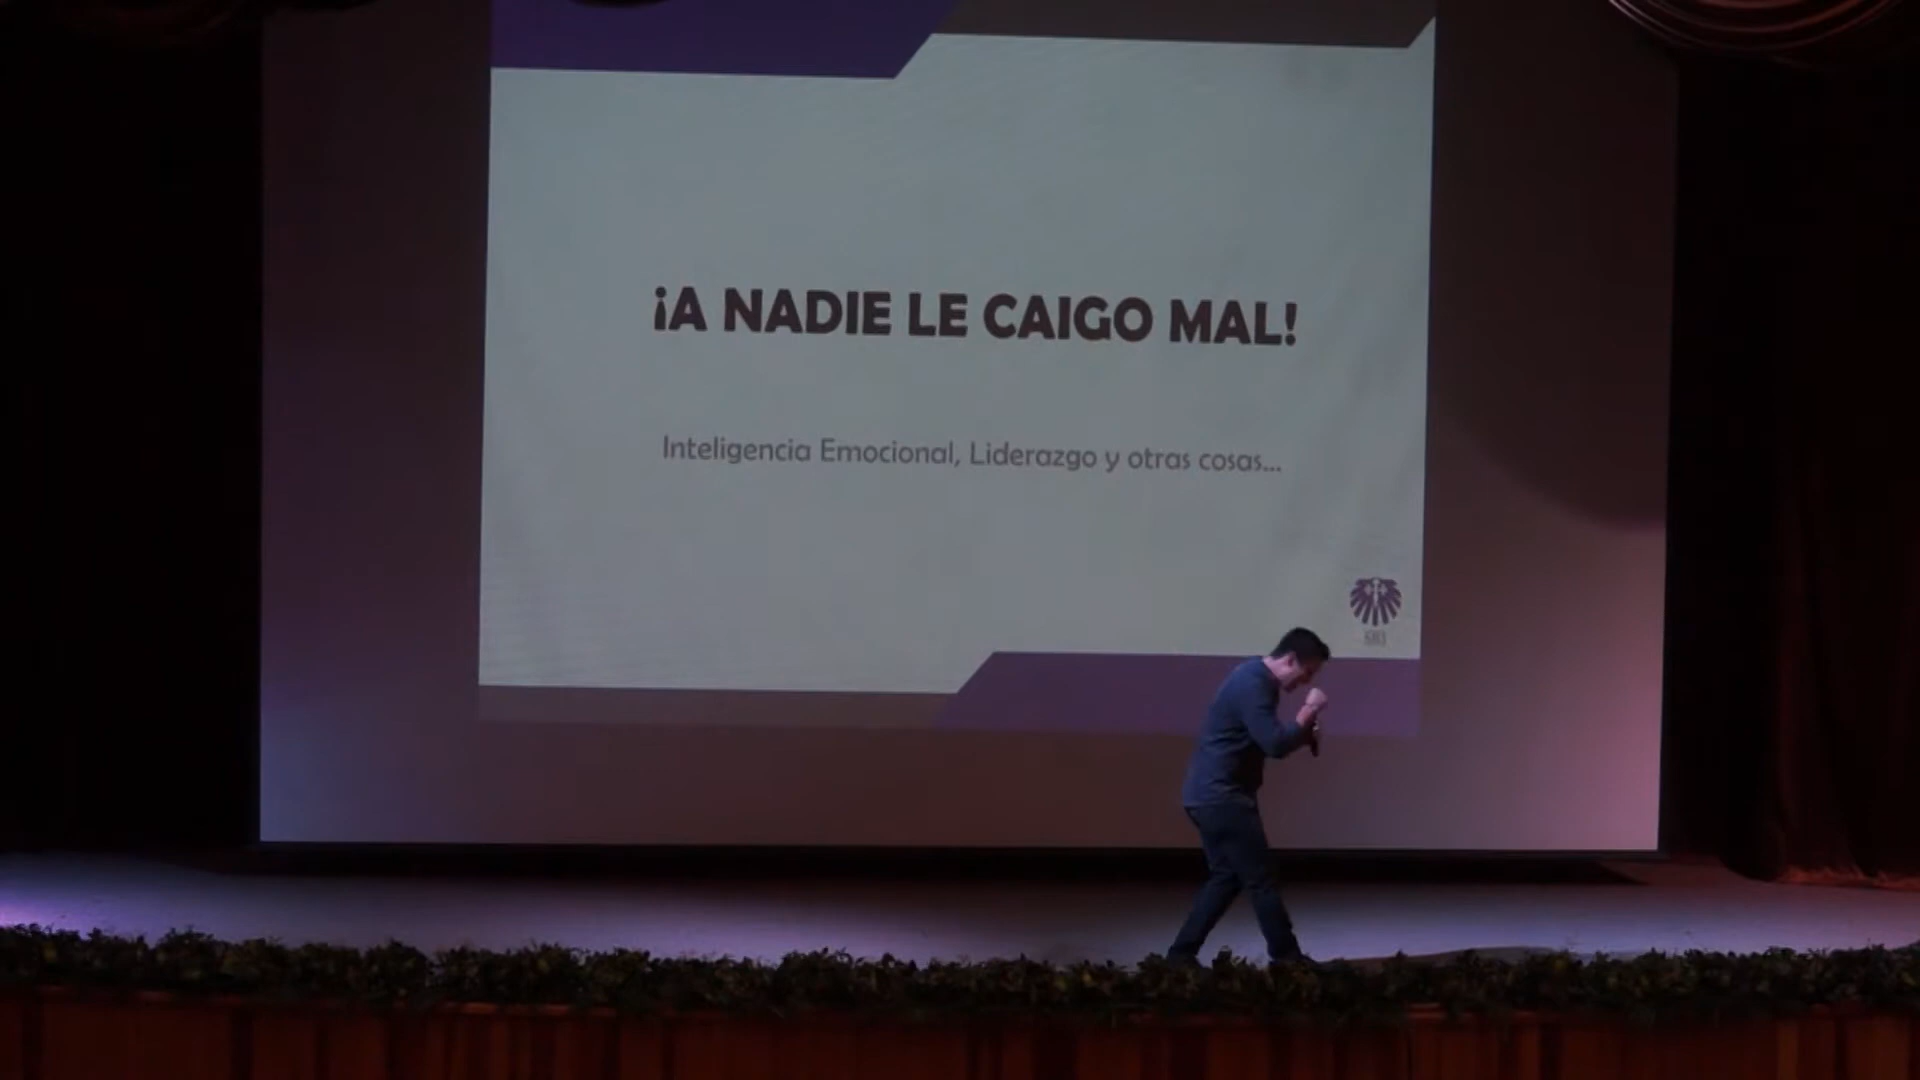 ¡A NADIE LE CAIGO MAL!
Inteligencia Emocional, Liderazgo y otras cosas...